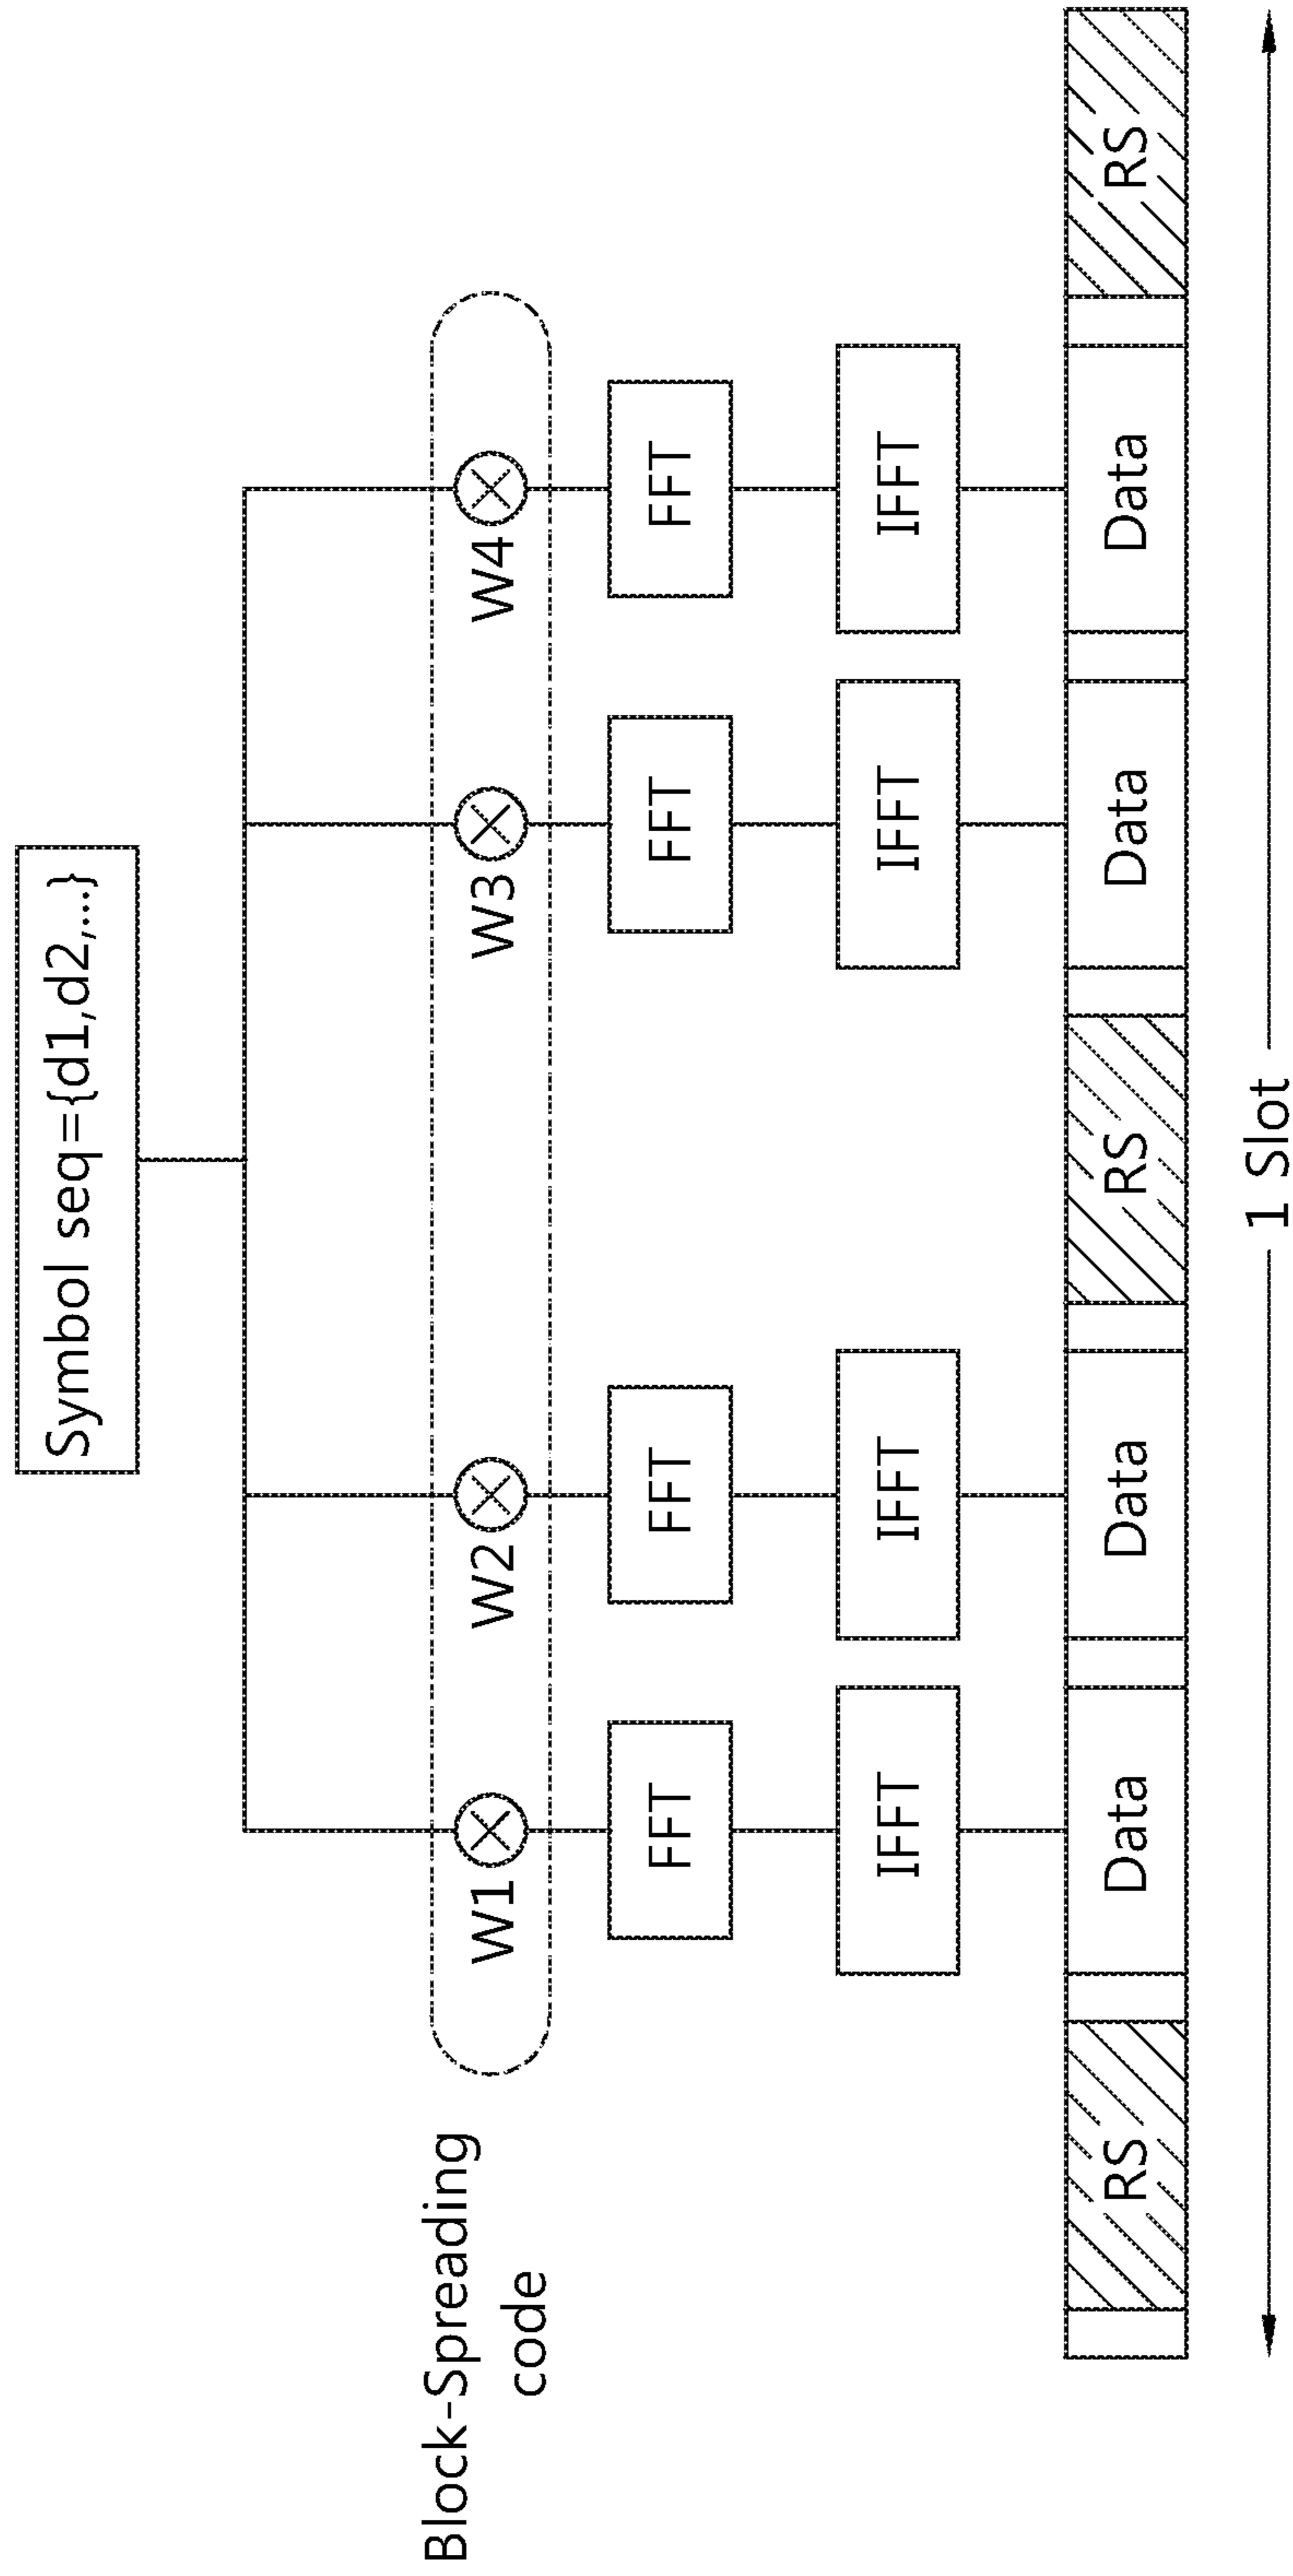 Symbol seq={d1,d2,...}
Block-Spreading
code
W1
W2
W3
W4
FFT
FFT
FFT
FFT
IFFT
IFFT
IFFT
IFFT
RS
Data
Data
RS
Data
Data
RS
1 Slot